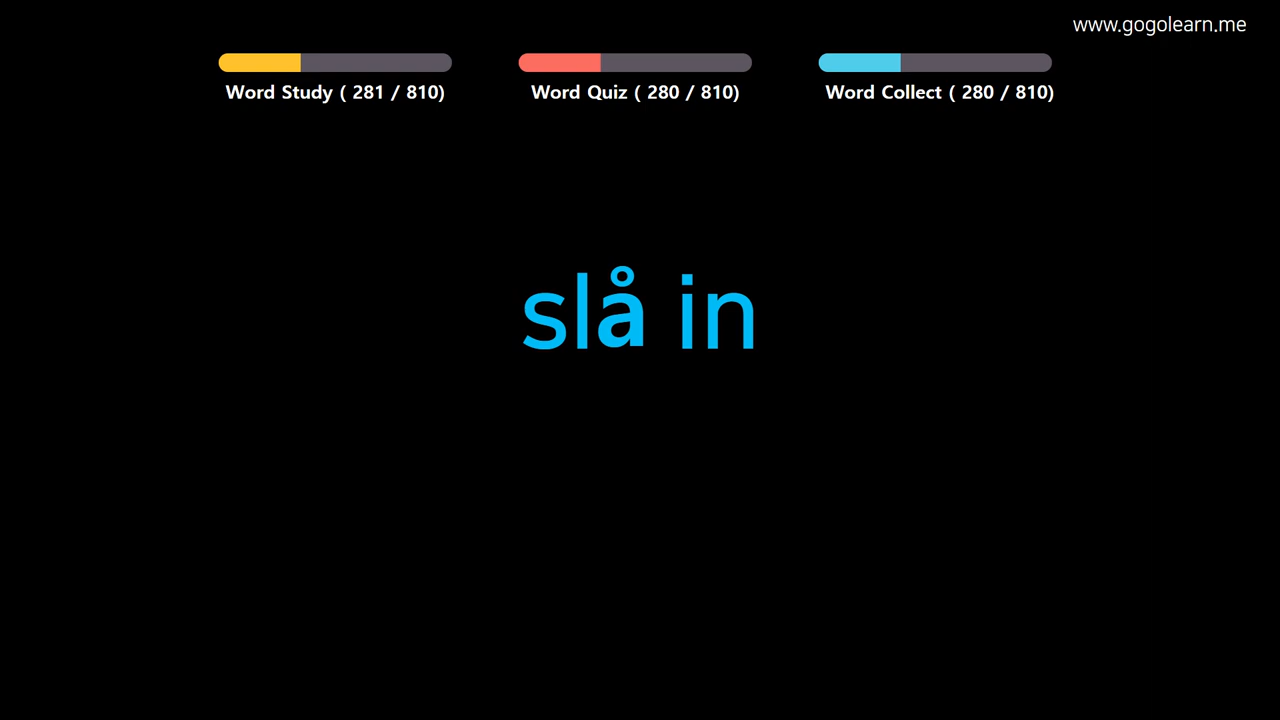 www.gogolearn.me
Word Study ( 281 / 810)
Word Quiz ( 280 / 810)
Word Collect ( 280 / 810)
slå in